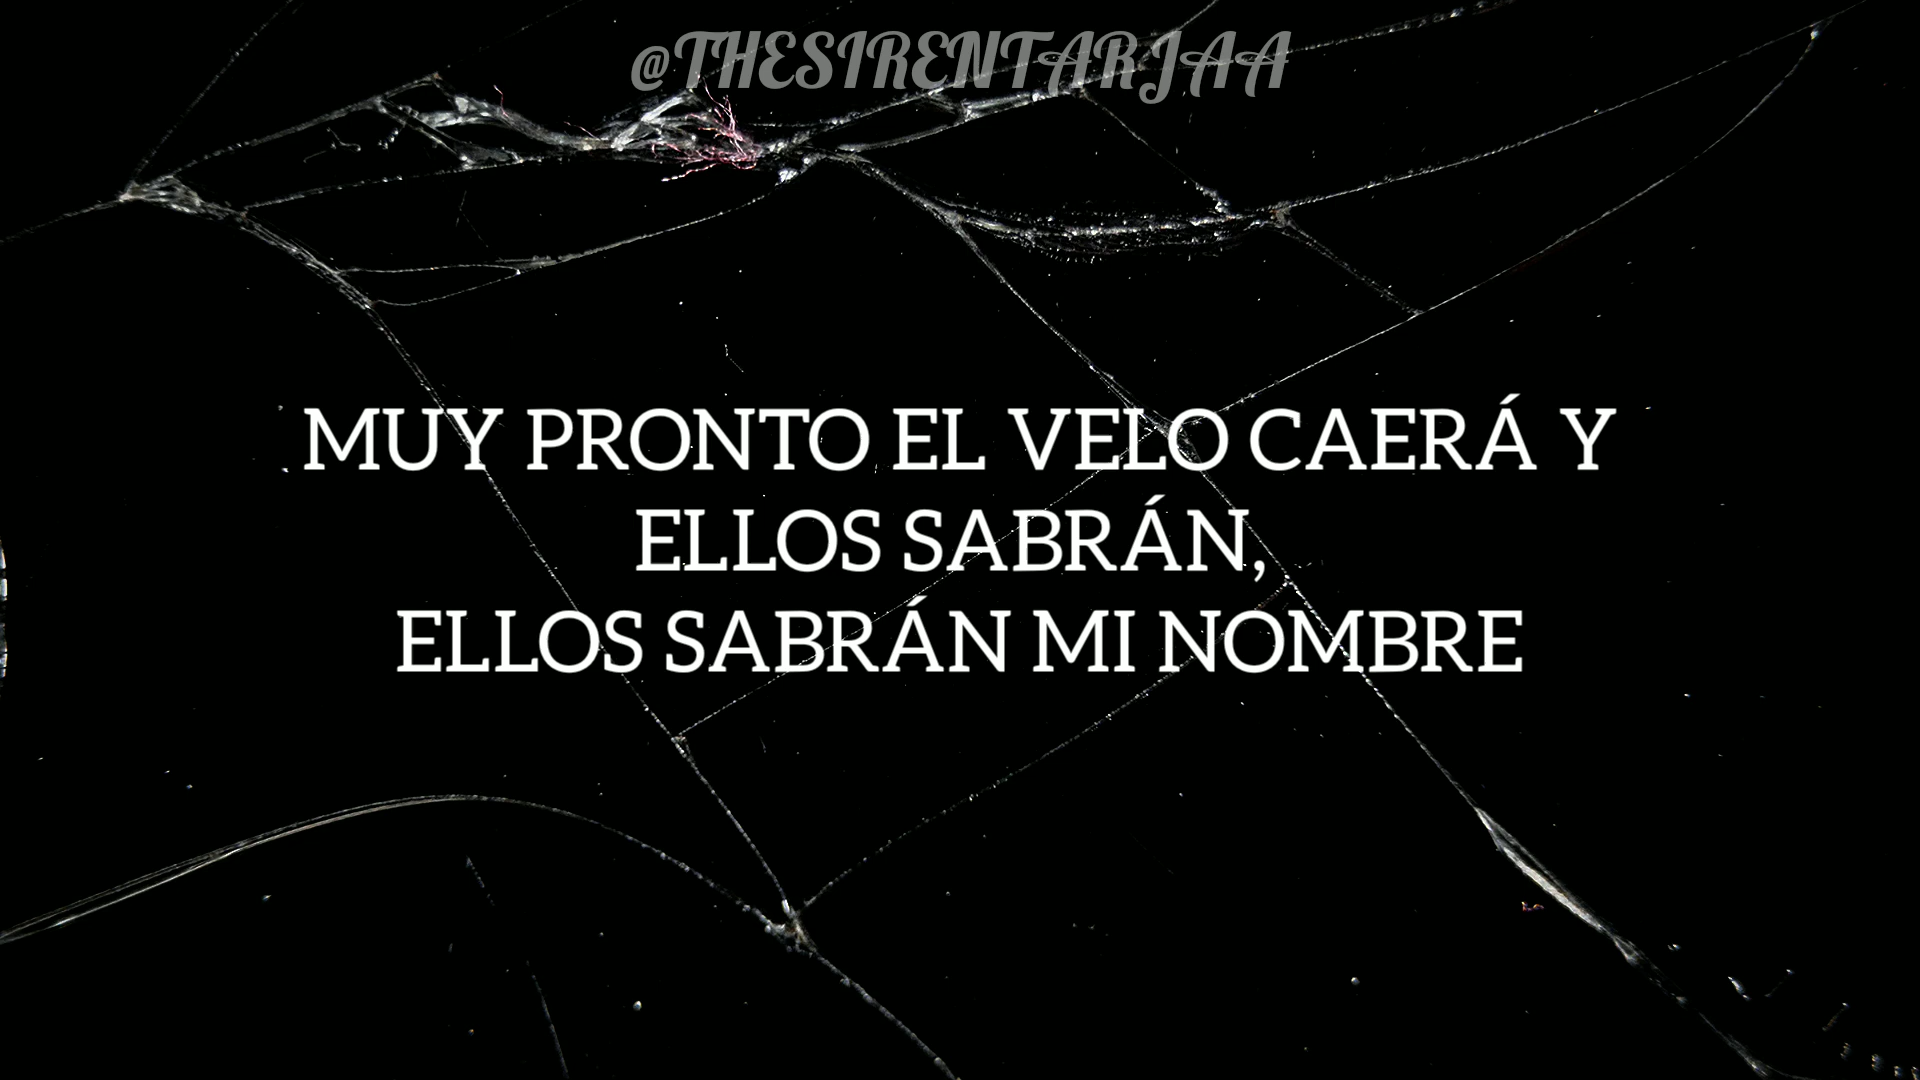 @THESIRENTARJAA
MUY PRONTO EL VELO CAERÁ Y
ELLOS SABRÁN,
ELLOS SABRÁN MI NOMBRE